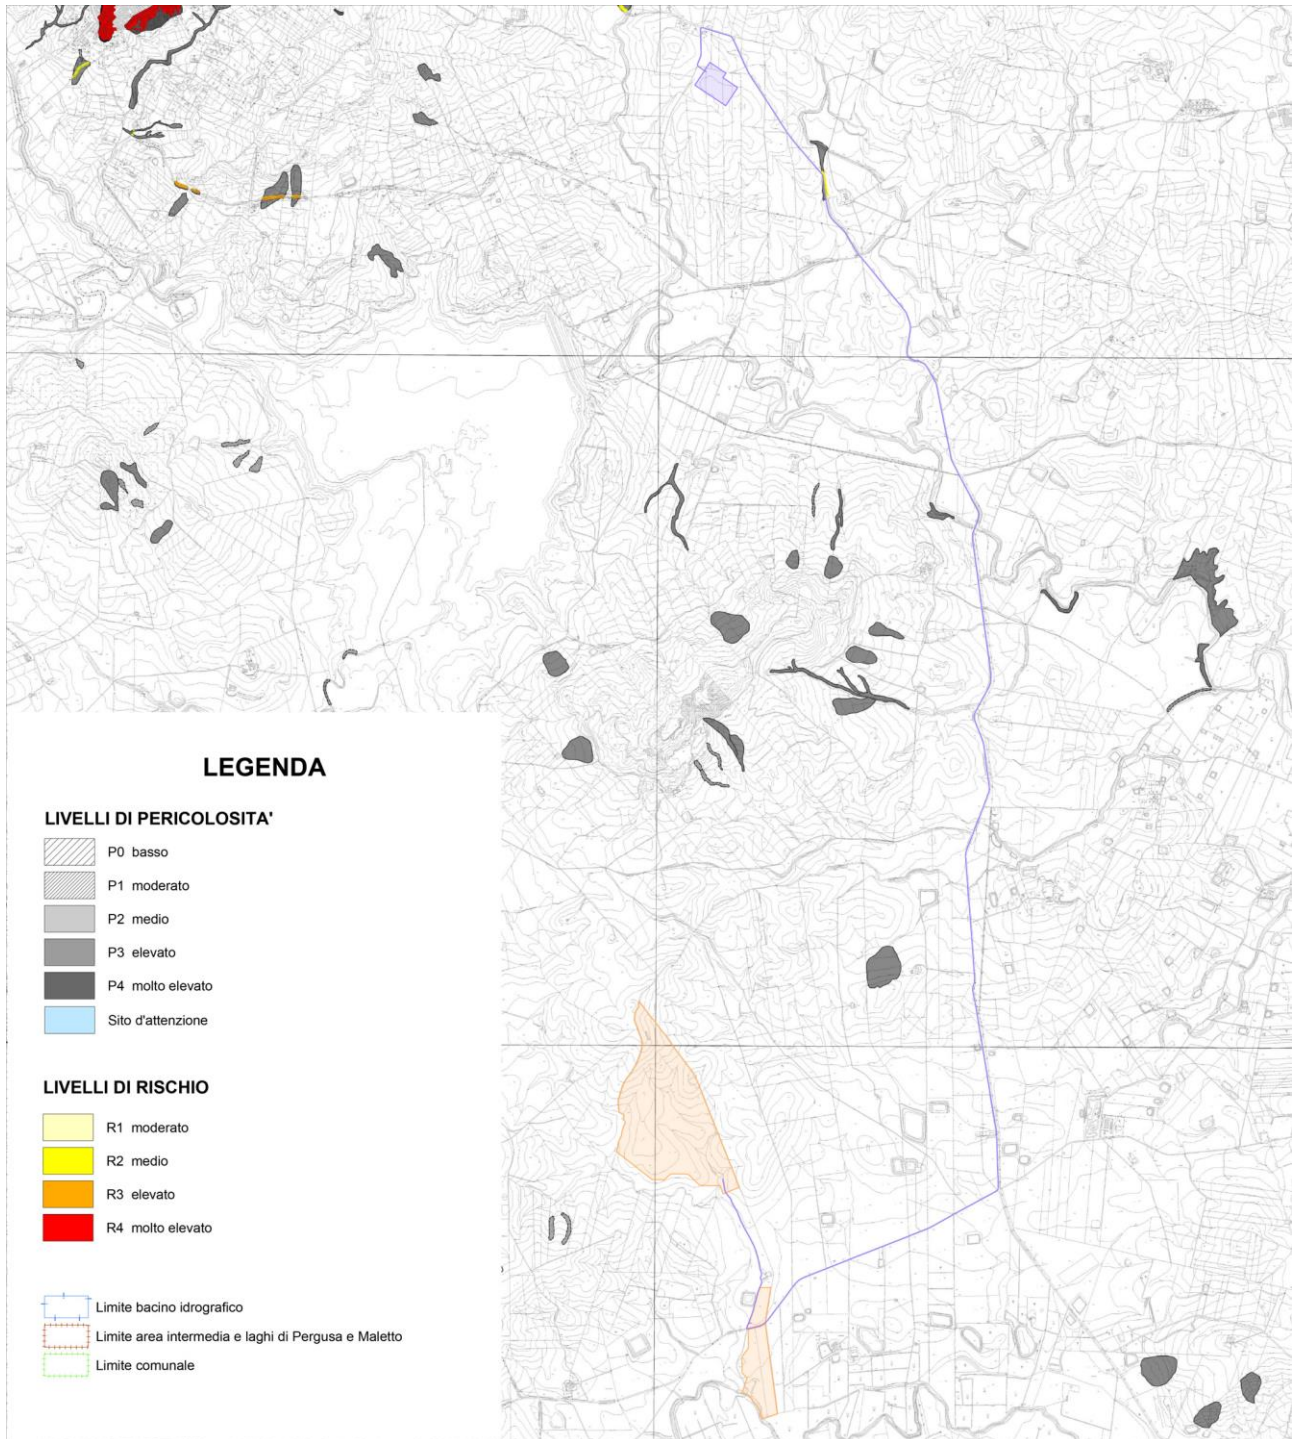 LEGENDA
LIVELLI DI PERICOLOSITA'
P0 basso
P1 moderato
P2 medio
P3 elevato
P4 molto elevato
Sito d'attenzione
LIVELLI DI RISCHIO
R1 moderato
R2 medio
R3 elevato
R4 molto elevato
Limite bacino idrografico
Limite area intermedia e laghi di Pergusa e Maletto
Limite comunale